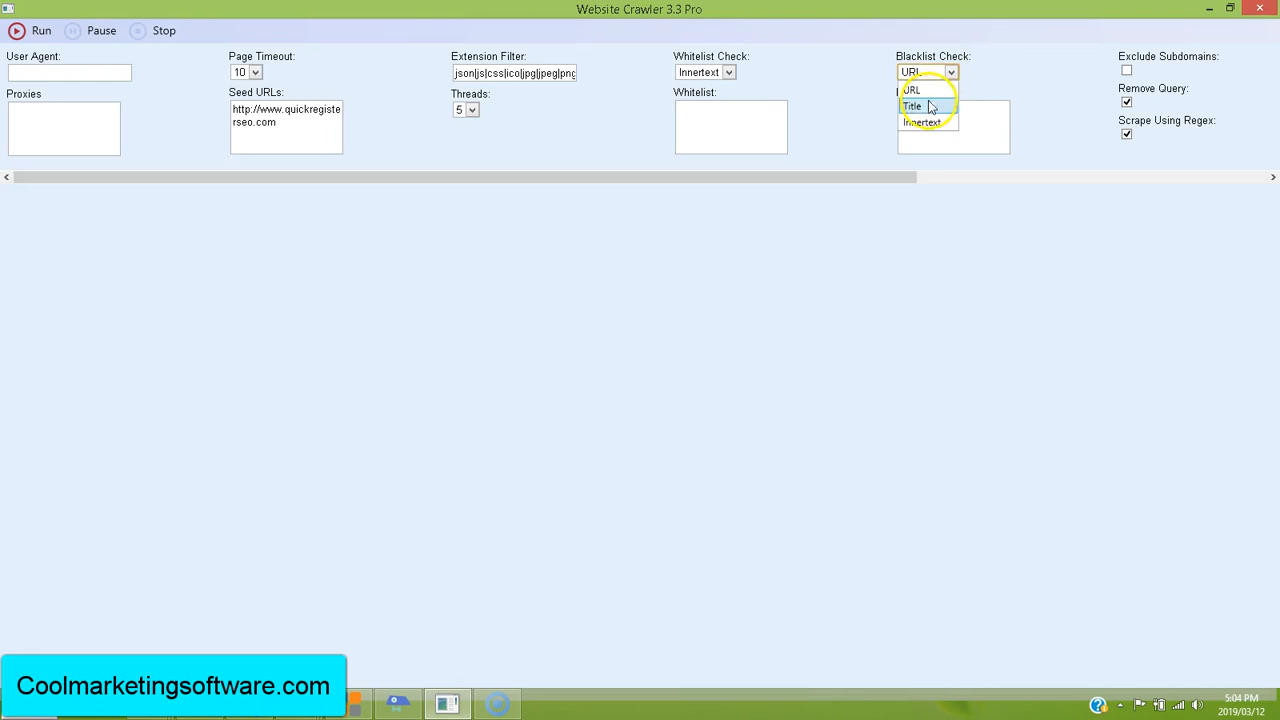 Website Crawler 3.3 Pro
Run Pause Stop
User Agent:
Page Timeout:
Extension Filter:
Whitelist Check:
Blacklist Check:
Exclude Subdomains:
10
json|js|css|ico|jpg|jpeg|png
Innertext
URL
URL
Title
Innertext
Proxies
Seed URLs:
Threads:
Whitelist:
Remove Query:
http://www.quickregiste
rseo.com
5
Scrape Using Regex:
Coolmarketingsoftware.com
5:04 PM
2019/03/12